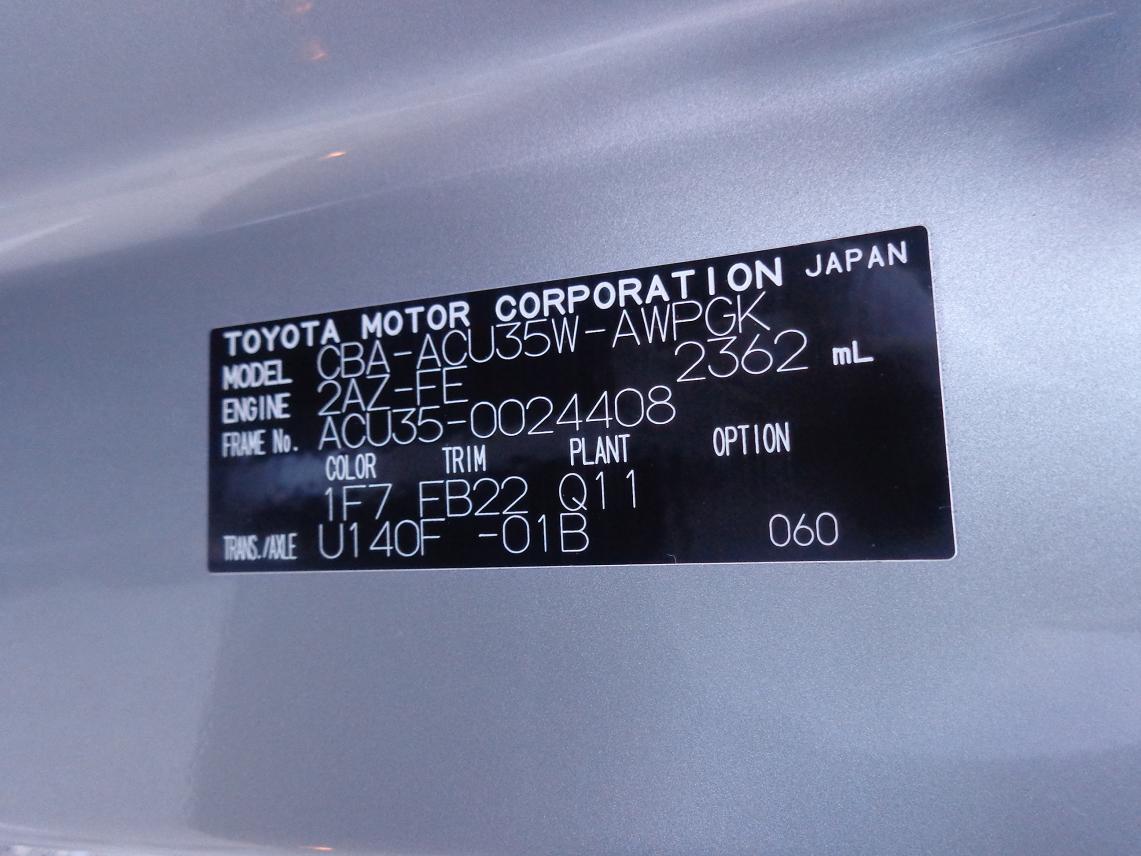 TOYOTA MOTOR CORPORATION JAPAN
MODEL CBA-ACU35W-AWPGK
ENGINE 2AZ-FE 2362 mL
FRAME No. ACU35-0024408
COLOR TRIM PLANT OPTION
1F7 FB22 Q11
TRANS./AXLE U140F -01B 060